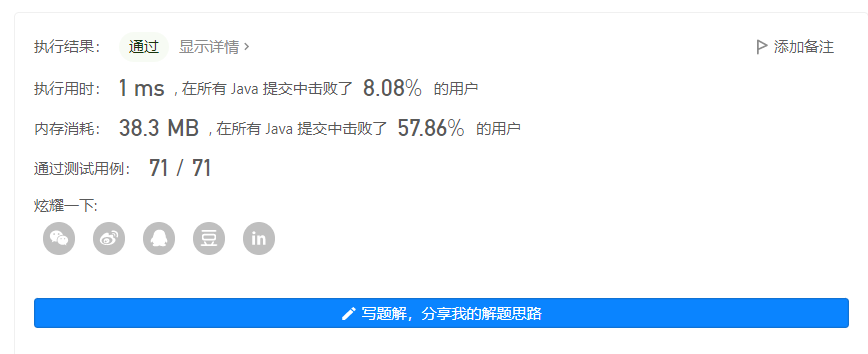 执行结果： 通过 显示详情 › 添加备注
执行用时： 1 ms , 在所有 Java 提交中击败了 8.08% 的用户
内存消耗： 38.3 MB , 在所有 Java 提交中击败了 57.86% 的用户
通过测试用例： 71 / 71
炫耀一下:
豆 in
写题解，分享我的解题思路